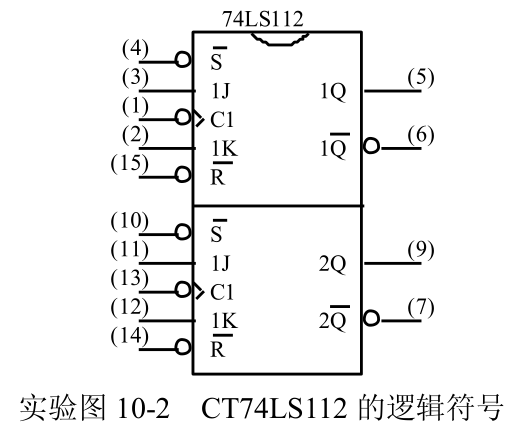 74LS112
(4) S̅
(3) 1J 1Q (5)
(1) C1
(2) 1K 1Q̅ (6)
(15) R̅
(10) S̅
(11) 1J 2Q (9)
(13) C1
(12) 1K 2Q̅ (7)
(14) R̅
实验图 10-2 CT74LS112 的逻辑符号